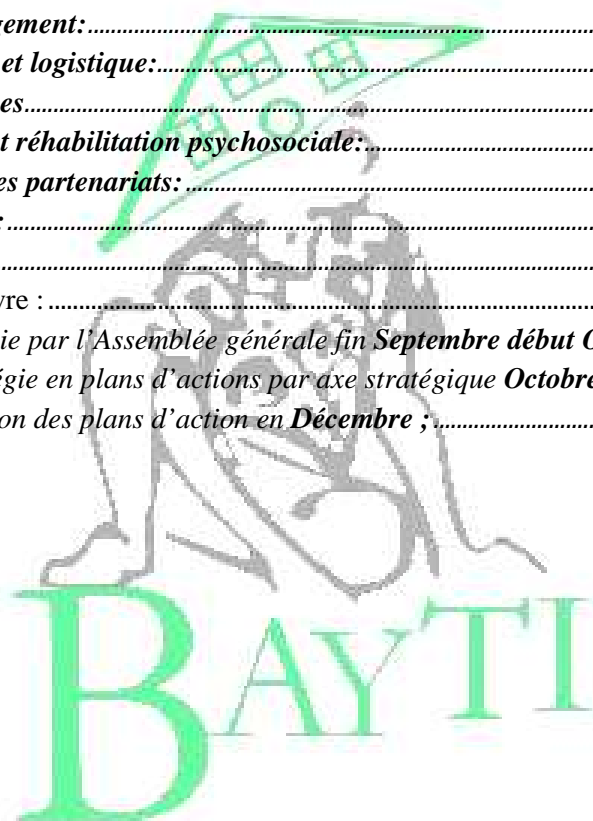 gement:
et logistique:
es
t réhabilitation psychosociale:
es partenariats:
:
vre :
ie par l’Assemblée générale fin Septembre début O
égie en plans d’actions par axe stratégique Octobre
on des plans d’action en Décembre ;
BAYTI